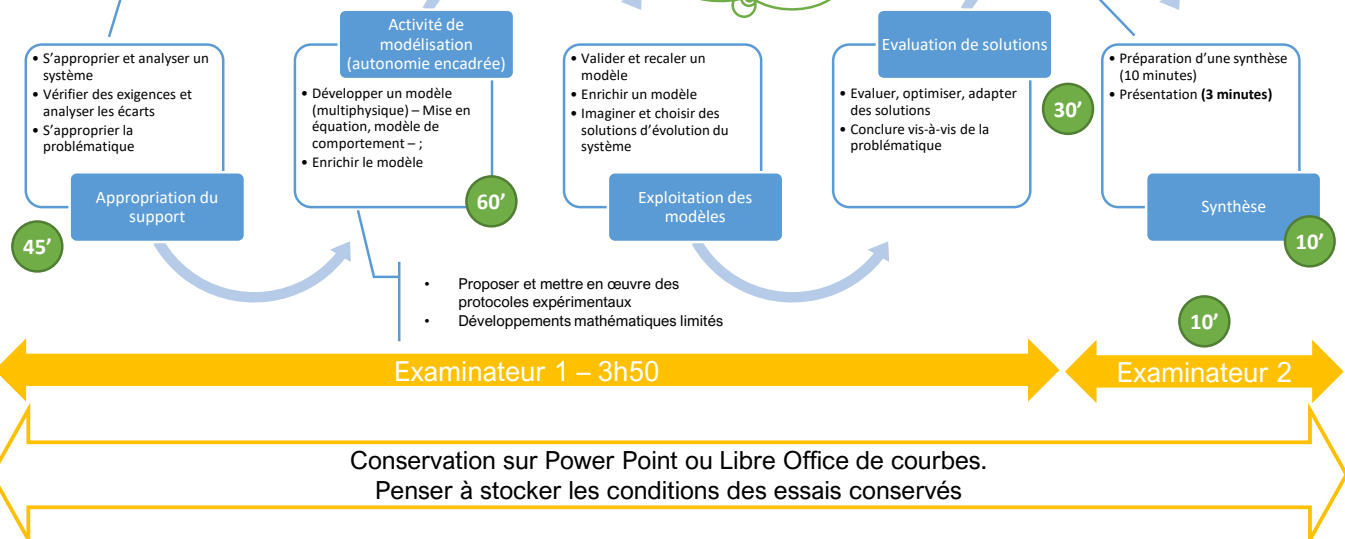 • S'approprier et analyser un
système
• Vérifier des exigences et
analyser les écarts
• S'approprier la
problématique
Appropriation du
support
45’
Activité de
modélisation
(autonomie encadrée)
• Développer un modèle
(multiphysique) – Mise en
équation, modèle de
comportement – ;
• Enrichir le modèle
60’
• Proposer et mettre en œuvre des
protocoles expérimentaux
• Développements mathématiques limités
• Valider et recaler un
modèle
• Enrichir un modèle
• Imaginer et choisir des
solutions d’évolution du
système
Exploitation des
modèles
Evaluation de solutions
• Evaluer, optimiser, adapter
des solutions
• Conclure vis-à-vis de la
problématique
30’
• Préparation d’une synthèse
(10 minutes)
• Présentation (3 minutes)
Synthèse
10’
10’
Examinateur 1 – 3h50
Examinateur 2
Conservation sur Power Point ou Libre Office de courbes.
Penser à stocker les conditions des essais conservés